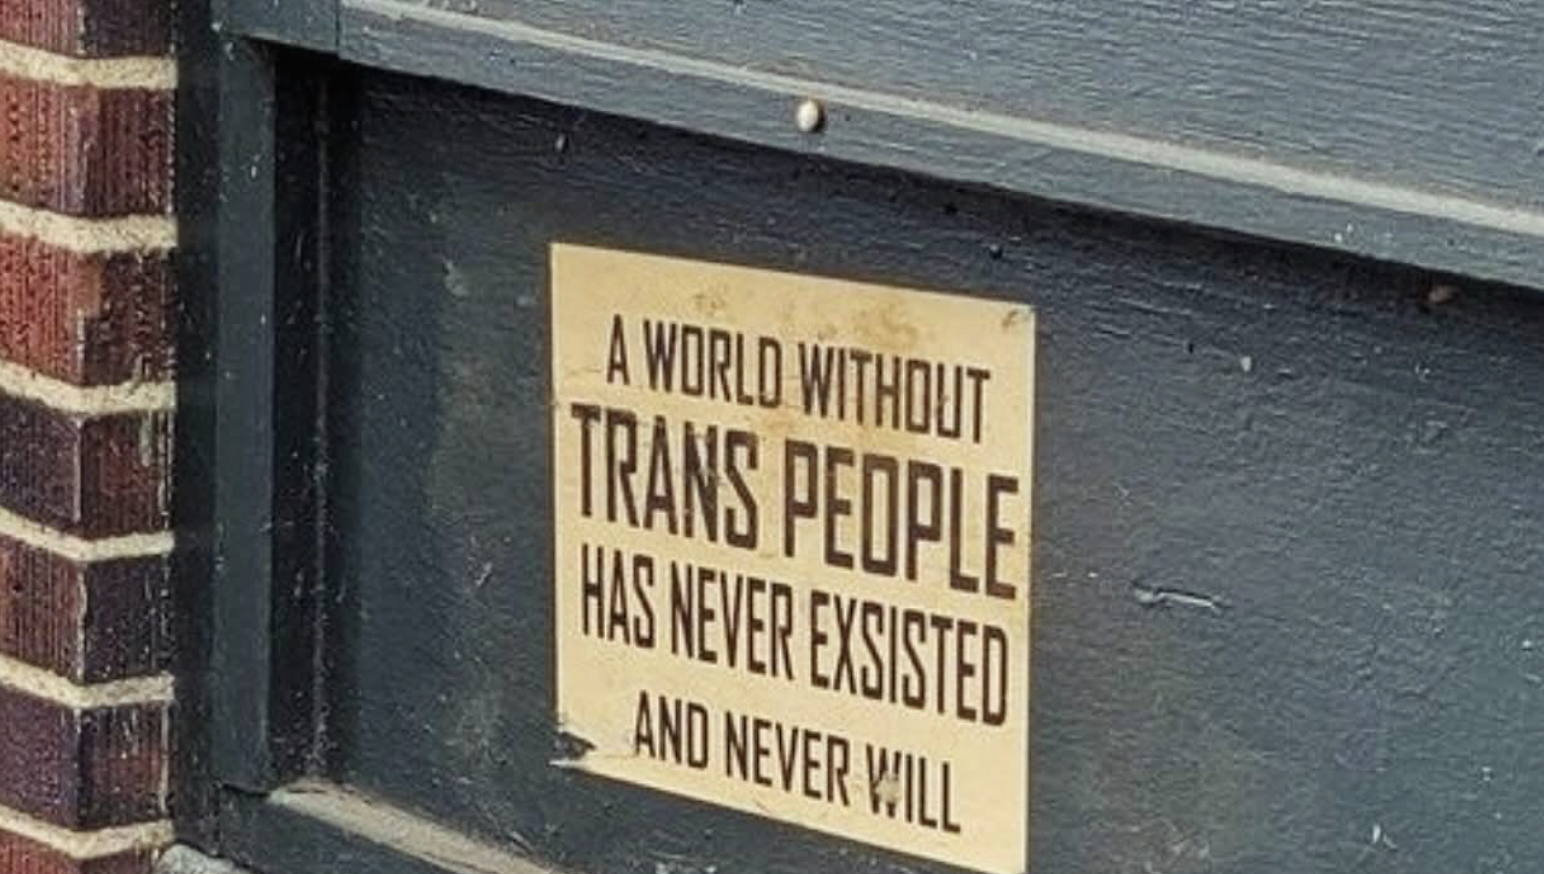 A WORLD WITHOUT
TRANS PEOPLE
HAS NEVER EXSISTED
AND NEVER WILL